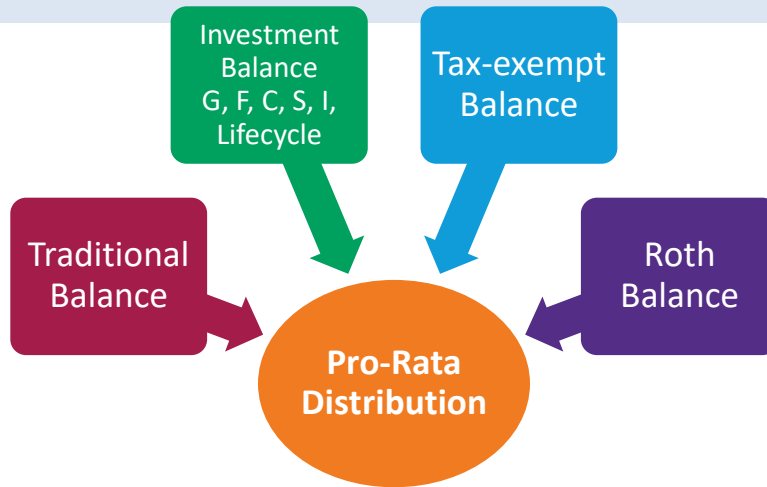 Investment
Balance
G, F, C, S, I,
Lifecycle
Tax-exempt
Balance
Traditional
Balance
Roth
Balance
Pro-Rata
Distribution